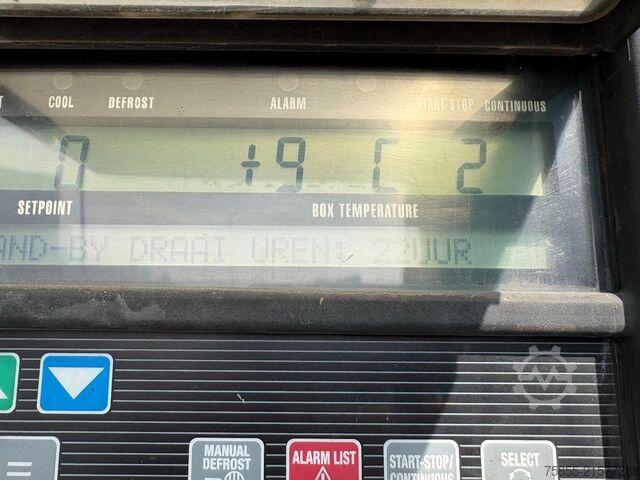 COOL DEFROST ALARM START-STOP CONTINUOUS
0 +9 C 2
SETPOINT BOX TEMPERATURE
AND-BY DRAAI UREN: 22UUR
MANUAL DEFROST
ALARM LIST
START-STOP/ CONTINUOUS
SELECT